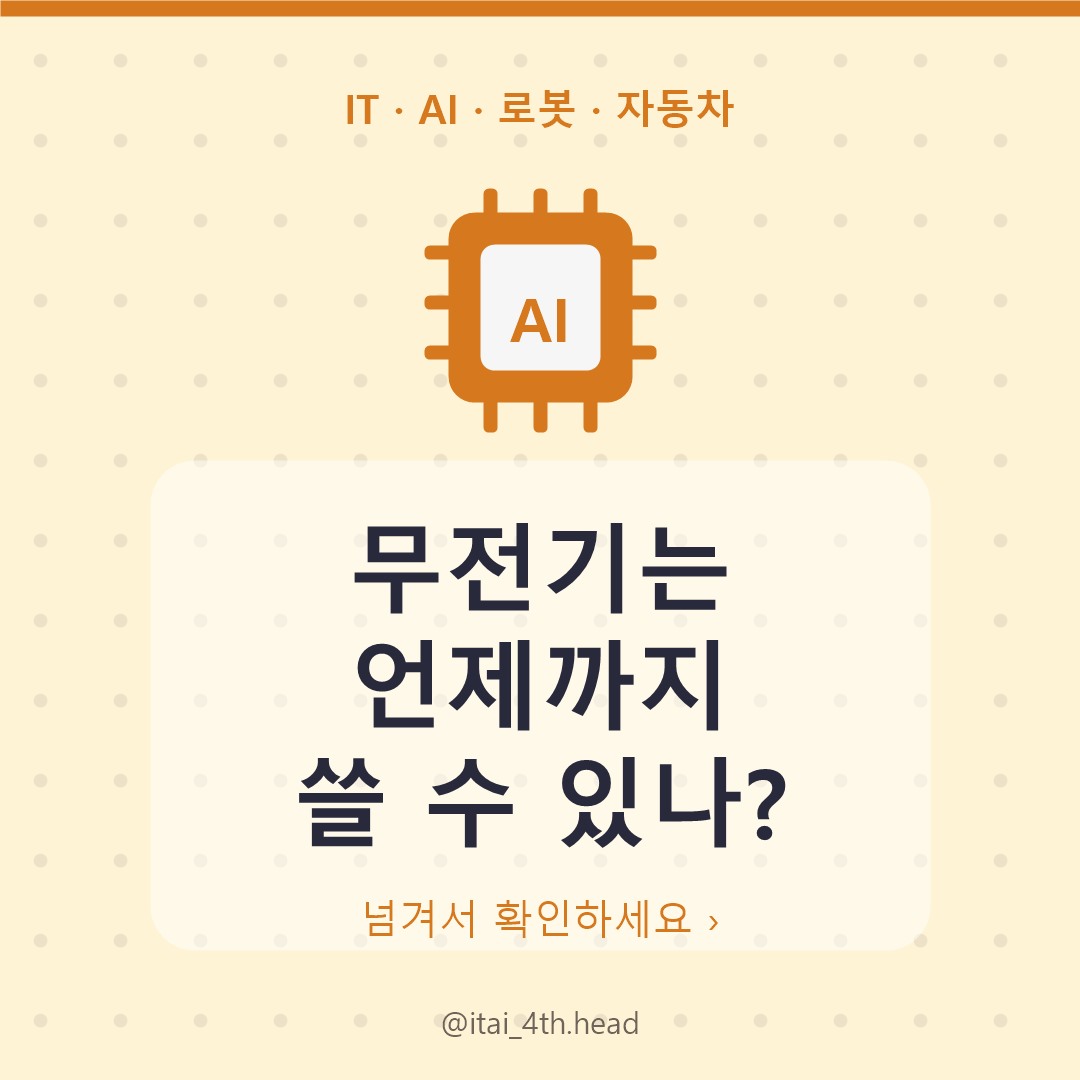 IT · AI · 로봇 · 자동차
AI
무전기는
언제까지
쓸 수 있나?
넘겨서 확인하세요 ›
@itai_4th.head